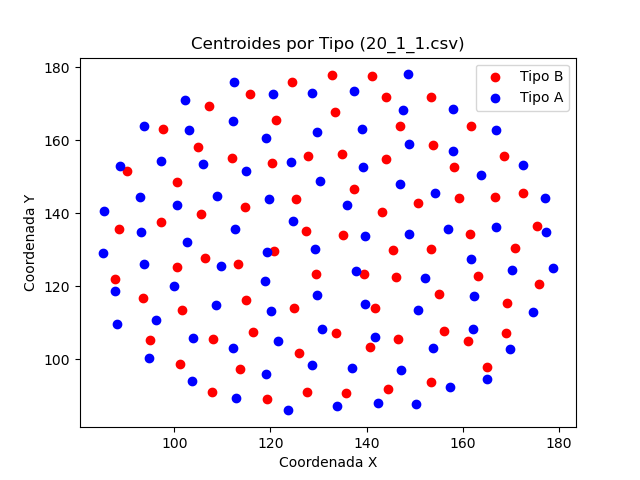 Centroides por Tipo (20_1_1.csv)
Tipo B
Tipo A
Coordenada Y
180
160
140
120
100
100 120 140 160 180
Coordenada X